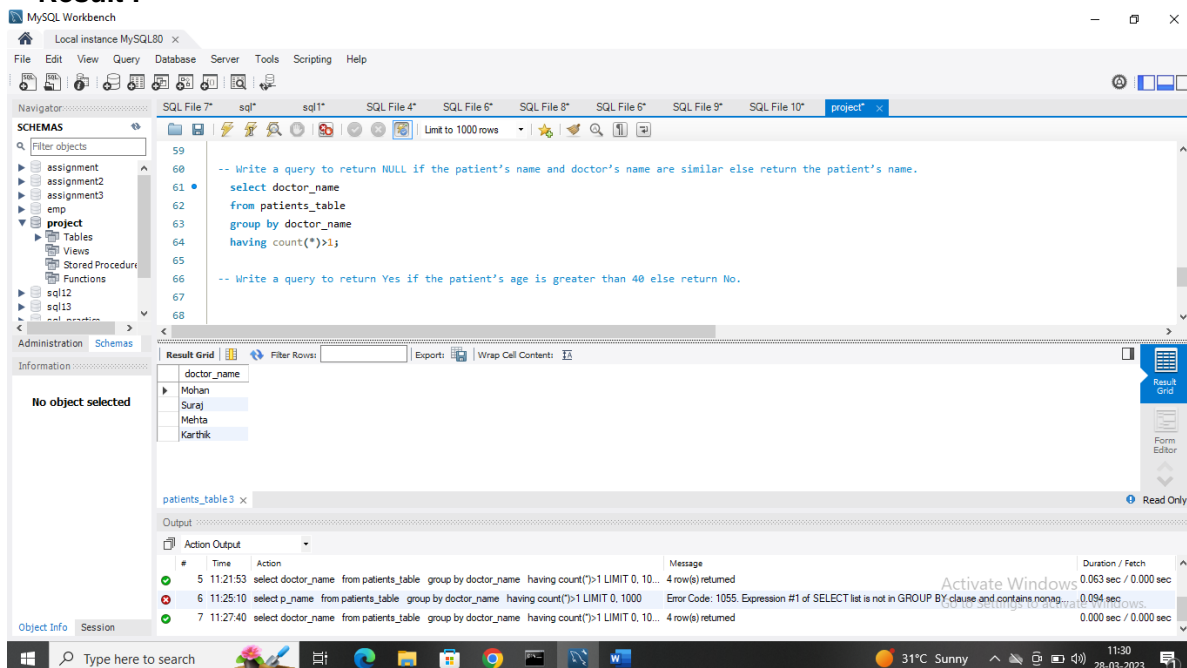 Result :
MySQL Workbench
Local instance MySQL80 ×
File Edit View Query Database Server Tools Scripting Help
Navigator
SQL File 7* sql* sql1* SQL File 4* SQL File 6* SQL File 8* SQL File 6* SQL File 9* SQL File 10* project* ×
SCHEMAS
Limit to 1000 rows
Filter objects
assignment
assignment2
assignment3
emp
project
Tables
Views
Stored Procedure
Functions
sql12
sql13
sql_practice
59
60 -- Write a query to return NULL if the patient’s name and doctor’s name are similar else return the patient’s name.
61 select doctor_name
62 from patients_table
63 group by doctor_name
64 having count(*)>1;
65
66 -- Write a query to return Yes if the patient’s age is greater than 40 else return No.
67
68
Administration Schemas
Information
No object selected
Result Grid Filter Rows: Export: Wrap Cell Content:
doctor_name
Mohan
Suraj
Mehta
Karthik
Result Grid
Form Editor
patients_table 3 ×
Read Only
Output
Action Output
# Time Action Message Duration / Fetch
5 11:21:53 select doctor_name from patients_table group by doctor_name having count(*)>1 LIMIT 0, 10... 4 row(s) returned 0.063 sec / 0.000 sec
6 11:25:10 select p_name from patients_table group by doctor_name having count(*)>1 LIMIT 0, 1000 Error Code: 1055. Expression #1 of SELECT list is not in GROUP BY clause and contains nonag... 0.094 sec
7 11:27:40 select doctor_name from patients_table group by doctor_name having count(*)>1 LIMIT 0, 10... 4 row(s) returned 0.000 sec / 0.000 sec
Activate Windows
Go to Settings to activate Windows.
Object Info Session
Type here to search
31°C Sunny
11:30
28-03-2023